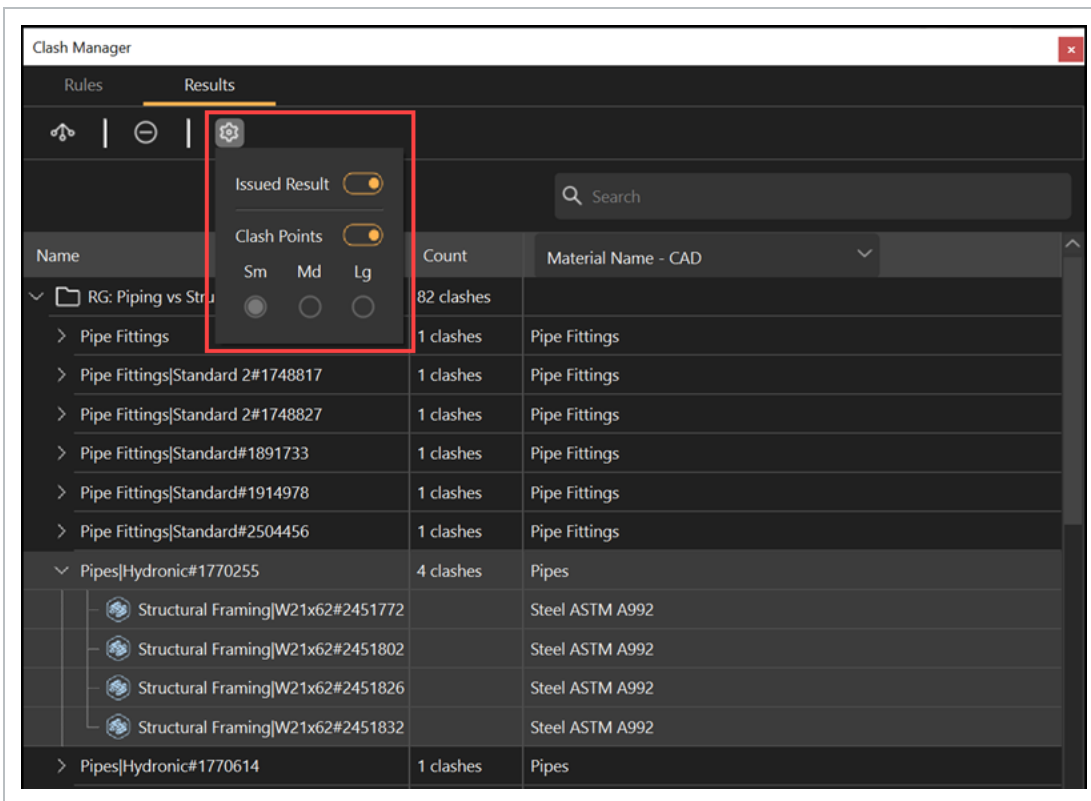 Clash Manager
Rules Results
Issued Result
Search
Clash Points
Name Count Material Name - CAD
Sm Md Lg
RG: Piping vs Stru 82 clashes
Pipe Fittings 1 clashes Pipe Fittings
Pipe Fittings|Standard 2#1748817 1 clashes Pipe Fittings
Pipe Fittings|Standard 2#1748827 1 clashes Pipe Fittings
Pipe Fittings|Standard#1891733 1 clashes Pipe Fittings
Pipe Fittings|Standard#1914978 1 clashes Pipe Fittings
Pipe Fittings|Standard#2504456 1 clashes Pipe Fittings
Pipes|Hydronic#1770255 4 clashes Pipes
Structural Framing|W21x62#2451772 Steel ASTM A992
Structural Framing|W21x62#2451802 Steel ASTM A992
Structural Framing|W21x62#2451826 Steel ASTM A992
Structural Framing|W21x62#2451832 Steel ASTM A992
Pipes|Hydronic#1770614 1 clashes Pipes